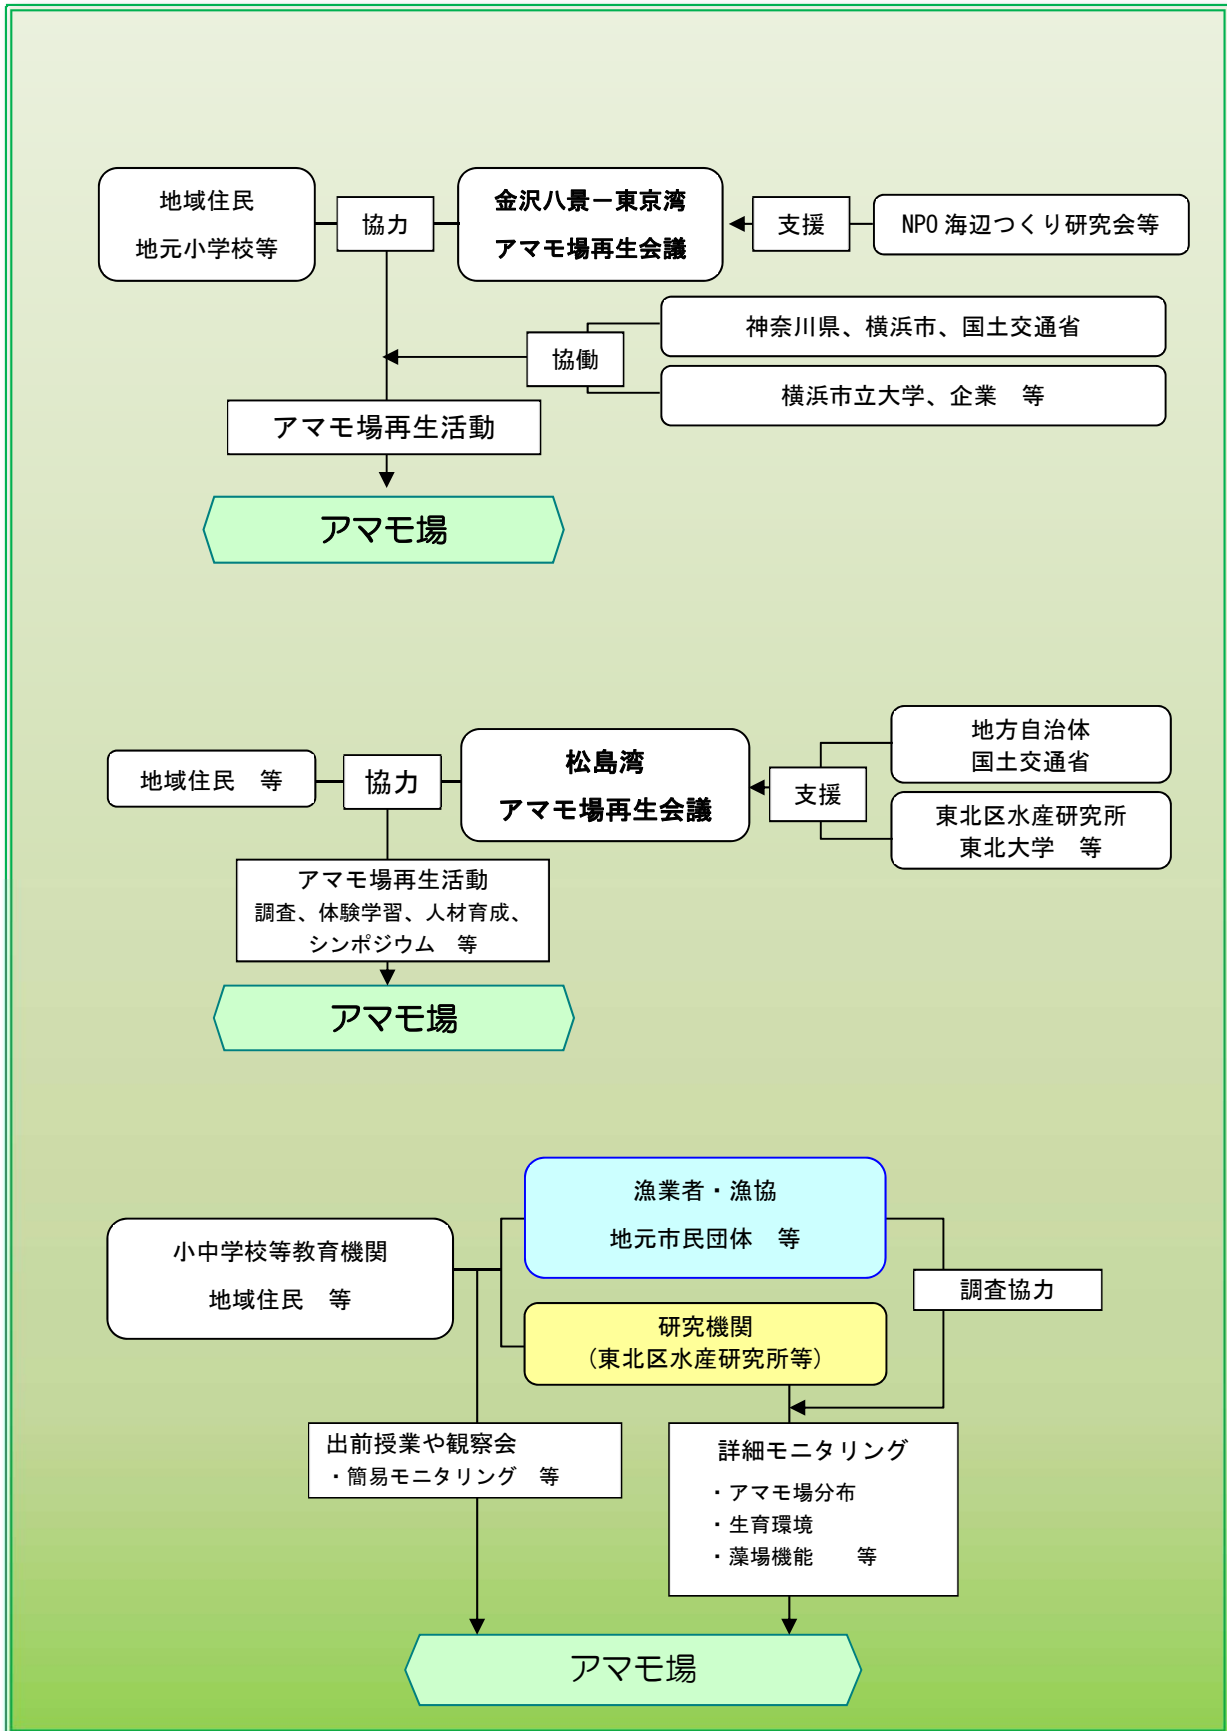 地域住民
地元小学校等
協力
金沢八景－東京湾
アマモ場再生会議
支援
NPO 海辺つくり研究会等
神奈川県、横浜市、国土交通省
協働
横浜市立大学、企業　等
アマモ場再生活動
アマモ場
地域住民　等
協力
松島湾
アマモ場再生会議
支援
地方自治体
国土交通省
東北区水産研究所
東北大学　等
アマモ場再生活動
調査、体験学習、人材育成、
シンポジウム　等
アマモ場
小中学校等教育機関
地域住民　等
漁業者・漁協
地元市民団体　等
研究機関
（東北区水産研究所等）
調査協力
出前授業や観察会
・簡易モニタリング　等
詳細モニタリング
・アマモ場分布
・生育環境
・藻場機能　　等
アマモ場